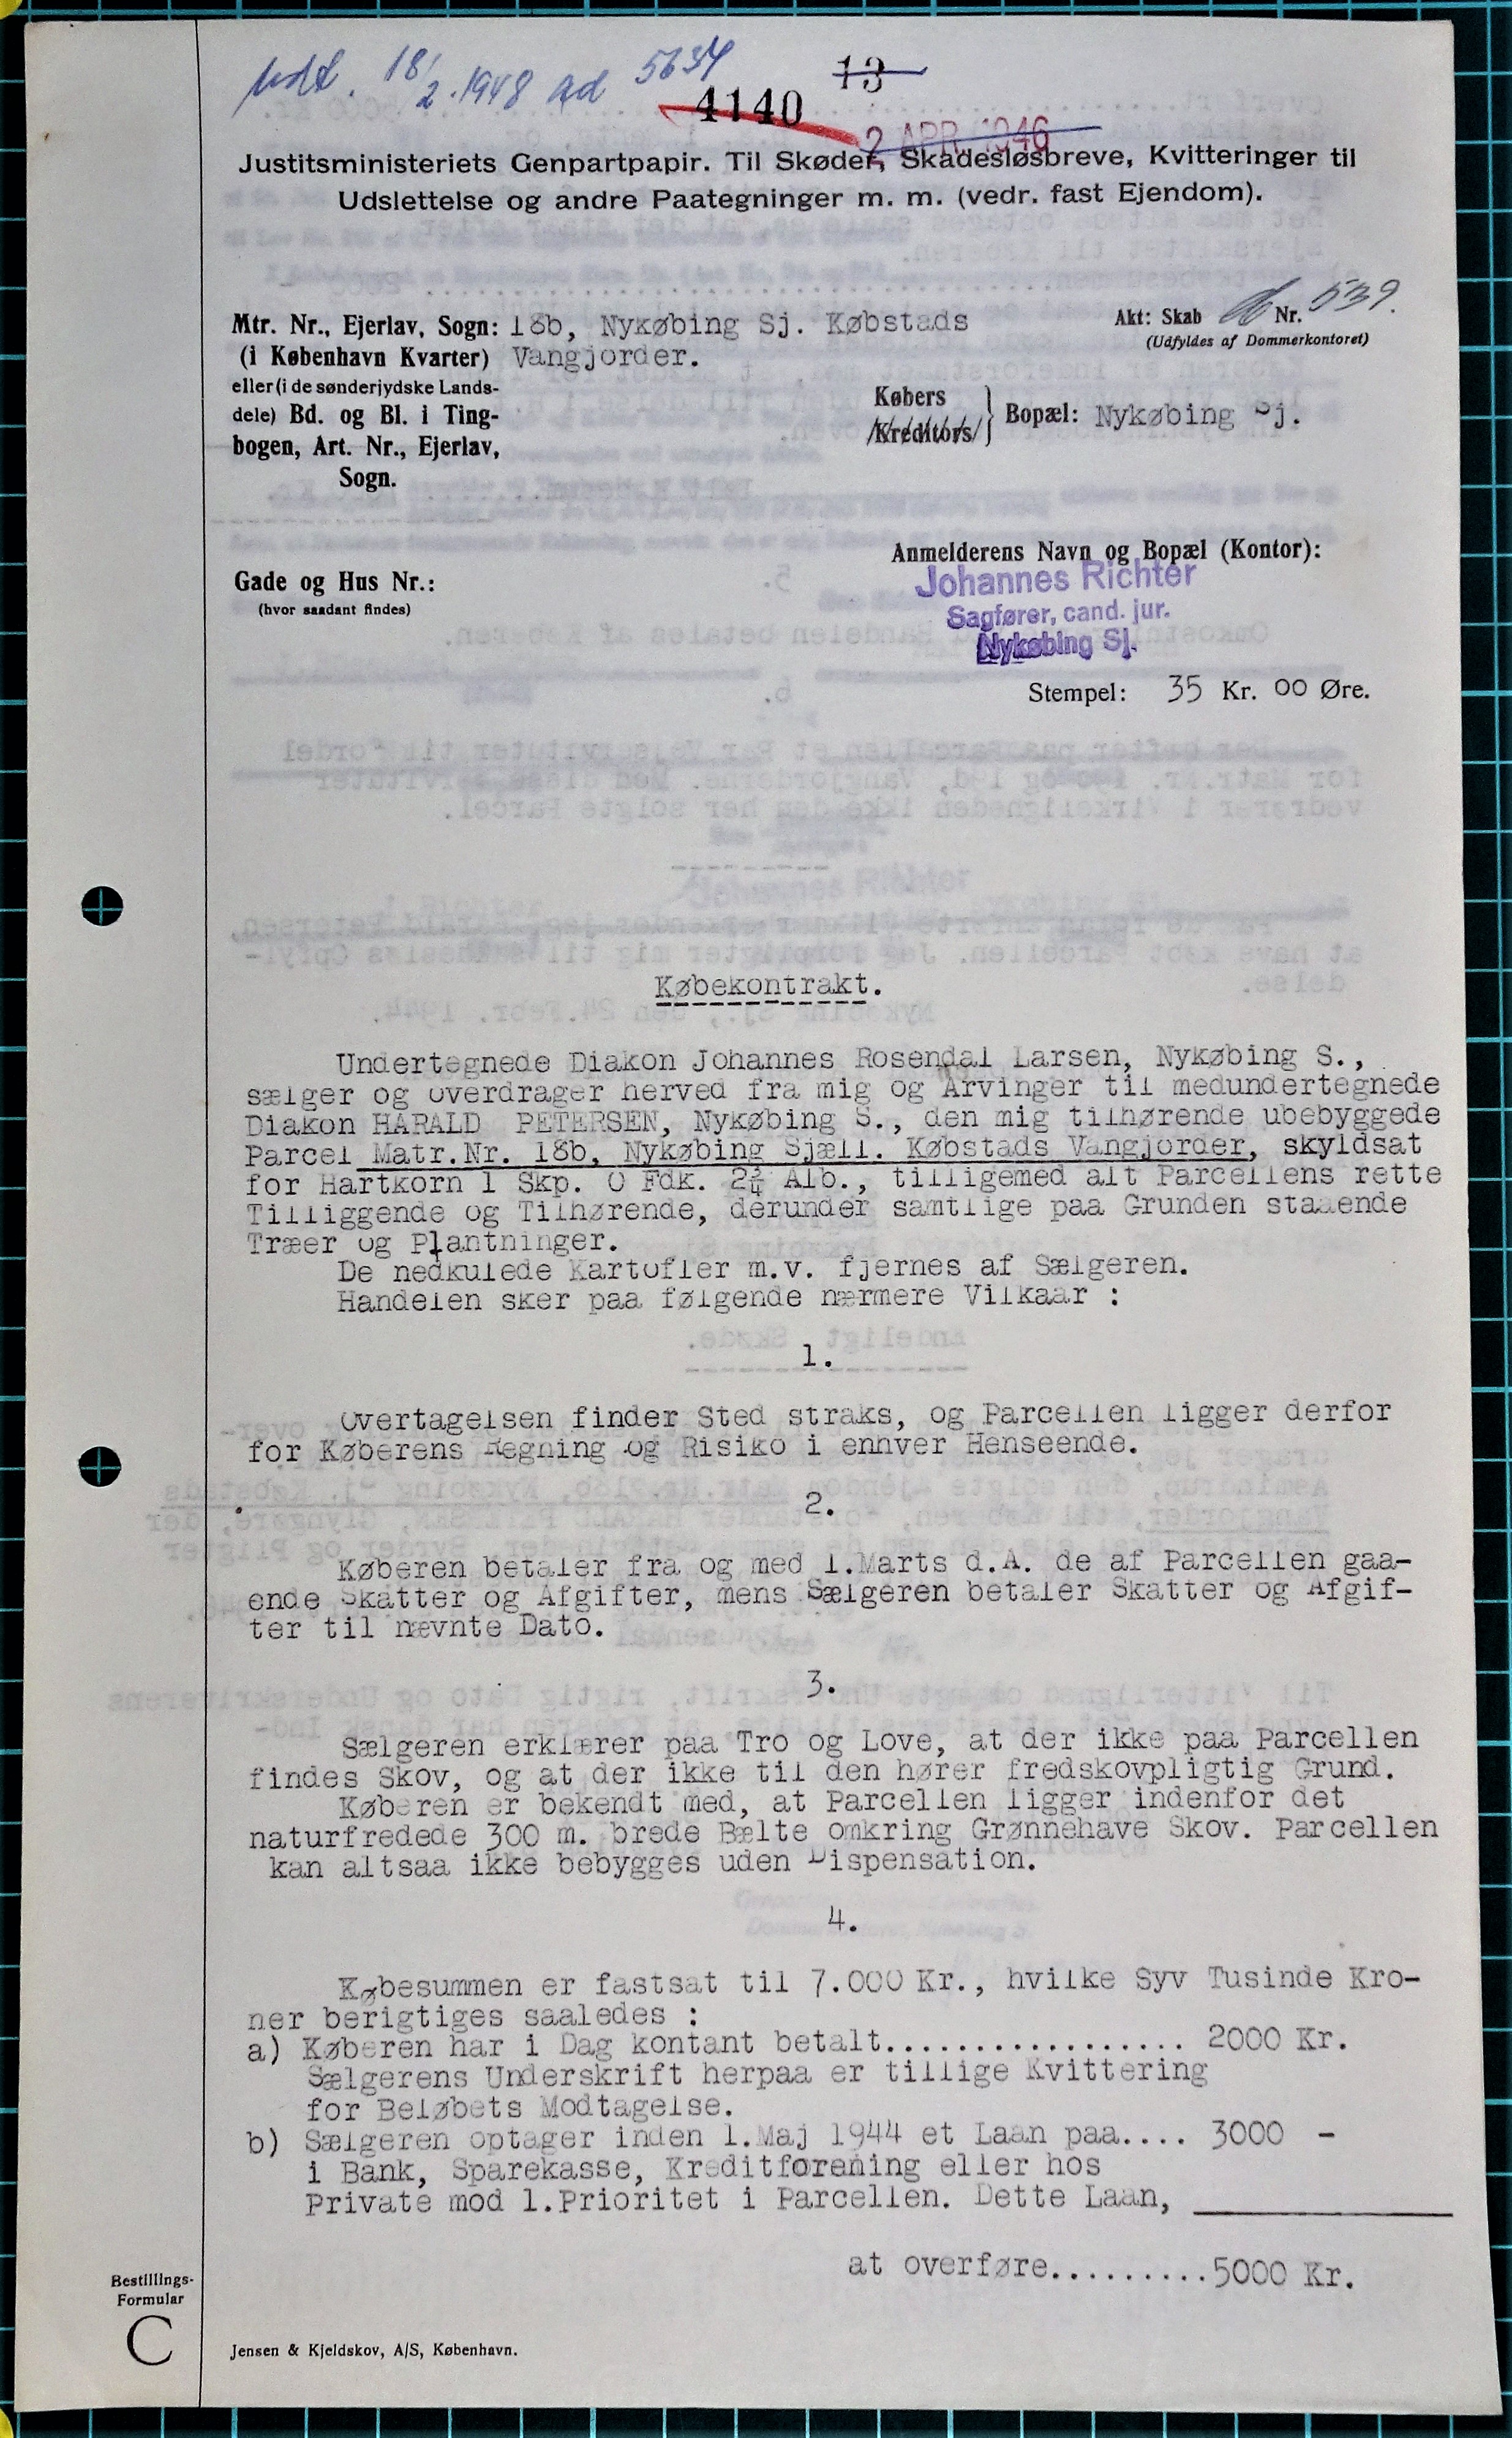 Udt. 18/2.1948 ad 5634
13
4140
2 APR. 1946
Justitsministeriets Genpartpapir. Til Skøder, Skadesløsbreve, Kvitteringer til
Udslettelse og andre Paategninger m. m. (vedr. fast Ejendom).
Mtr. Nr., Ejerlav, Sogn: 18b, Nykøbing Sj. Købstads
(i København Kvarter) Vangjorder.
eller (i de sønderjydske Lands-
dele) Bd. og Bl. i Ting-
bogen, Art. Nr., Ejerlav,
Sogn.
Akt: Skab Nr. 539.
(Udfyldes af Dommerkontoret)
Købers
Kreditors
Bopæl: Nykøbing Sj.
Gade og Hus Nr.:
(hvor saadant findes)
Anmelderens Navn og Bopæl (Kontor):
Johannes Richter
Sagfører, cand. jur.
Nykøbing Sj.
Stempel: 35 Kr. 00 Øre.
Købekontrakt.
Undertegnede Diakon Johannes Rosendal Larsen, Nykøbing S.,
sælger og overdrager herved fra mig og Arvinger til medundertegnede
Diakon HARALD PETERSEN, Nykøbing S., den mig tilhørende ubebyggede
Parcel Matr.Nr. 18b, Nykøbing Sjæll. Købstads Vangjorder, skyldsat
for Hartkorn 1 Skp. 0 Fdk. 2¾ Alb., tilligemed alt Parcellens rette
Tilliggende og Tilhørende, derunder samtlige paa Grunden staaende
Træer og Plantninger.
De nedkulede Kartofler m.v. fjernes af Sælgeren.
Handelen sker paa følgende nærmere Vilkaar :
1.
Overtagelsen finder Sted straks, og Parcellen ligger derfor
for Køberens Regning og Risiko i enhver Henseende.
2.
Køberen betaler fra og med 1.Marts d.A. de af Parcellen gaa-
ende Skatter og Afgifter, mens Sælgeren betaler Skatter og Afgif-
ter til nævnte Dato.
3.
Sælgeren erklærer paa Tro og Love, at der ikke paa Parcellen
findes Skov, og at der ikke til den hører fredskovpligtig Grund.
Køberen er bekendt med, at Parcellen ligger indenfor det
naturfredede 300 m. brede Bælte omkring Grønnehave Skov. Parcellen
kan altsaa ikke bebygges uden Dispensation.
4.
Købesummen er fastsat til 7.000 Kr., hvilke Syv Tusinde Kro-
ner berigtiges saaledes :
a) Køberen har i Dag kontant betalt.................. 2000 Kr.
Sælgerens Underskrift herpaa er tillige Kvittering
for Beløbets Modtagelse.
b) Sælgeren optager inden 1.Maj 1944 et Laan paa.... 3000 -
i Bank, Sparekasse, Kreditforening eller hos
Private mod 1.Prioritet i Parcellen. Dette Laan,
at overføre.........5000 Kr.
Bestillings-
Formular
C
Jensen & Kjeldskov, A/S, København.